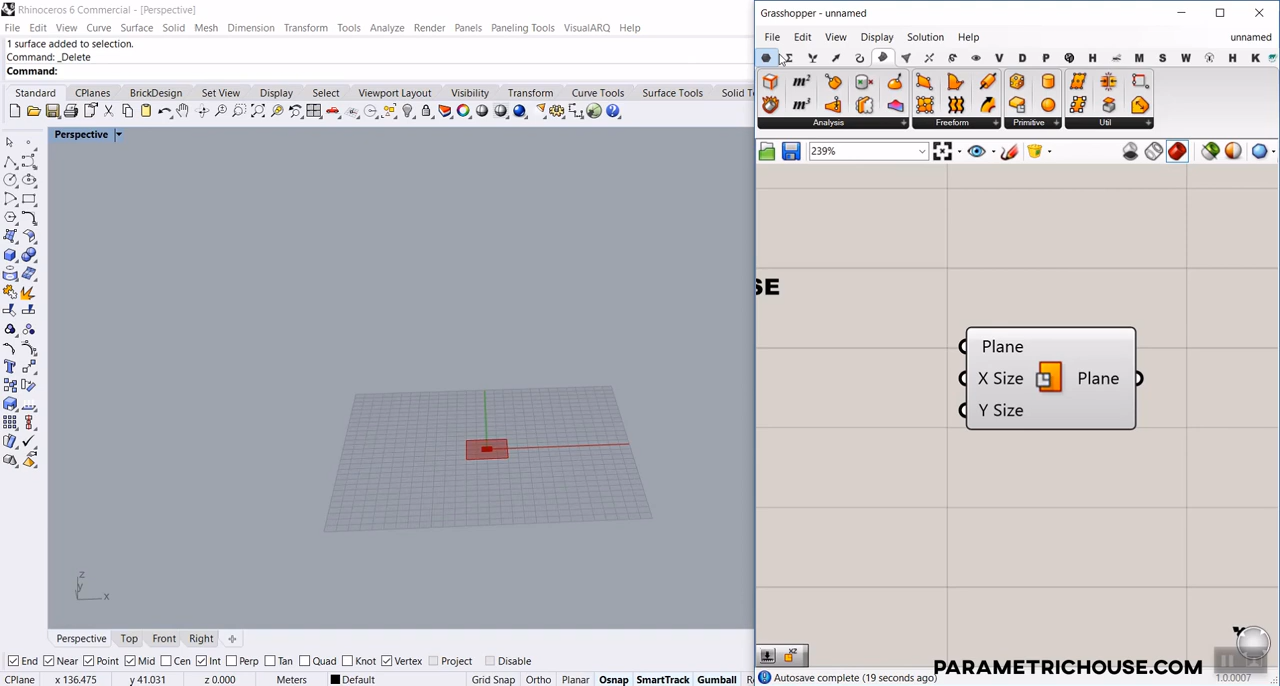 Rhinoceros 6 Commercial - [Perspective]
File Edit View Curve Surface Solid Mesh Dimension Transform Tools Analyze Render Panels Paneling Tools VisualARQ Help
1 surface added to selection.
Command: _Delete
Command:
Standard CPlanes BrickDesign Set View Display Select Viewport Layout Visibility Transform Curve Tools Surface Tools Solid To
Perspective
z
y
x
Perspective Top Front Right
End Near Point Mid Cen Int Perp Tan Quad Knot Vertex Project Disable
CPlane x 136.475 y 41.031 z 0.000 Meters Default Grid Snap Ortho Planar Osnap SmartTrack Gumball
Grasshopper - unnamed
File Edit View Display Solution Help unnamed
V D P H M S W H K
m²
m³
Analysis Freeform Primitive Util
239%
SE
Plane
X Size Plane
Y Size
XZ
PARAMETRICHOUSE.COM
Autosave complete (19 seconds ago) 1.0.0007